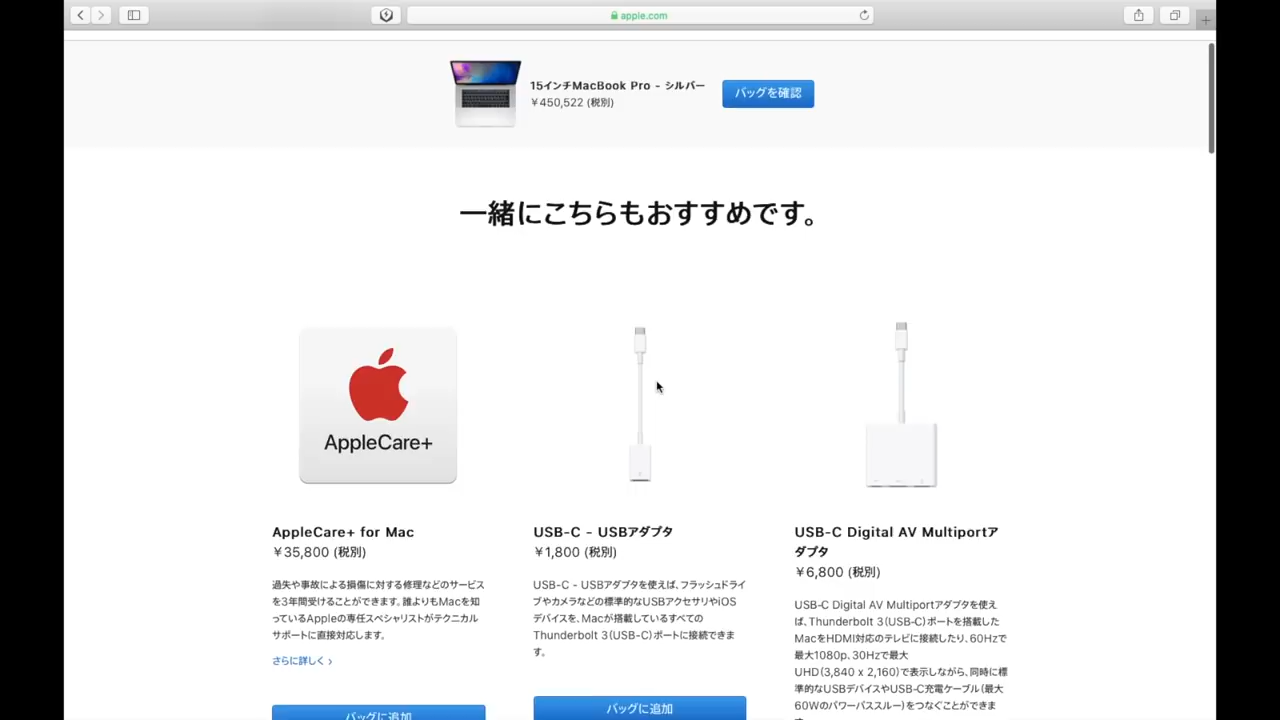 apple.com
15インチMacBook Pro - シルバー
¥450,522 (税別)
バッグを確認
一緒にこちらもおすすめです。
AppleCare+
AppleCare+ for Mac
¥35,800 (税別)
過失や事故による損傷に対する修理などのサービス
を3年間受けることができます。誰よりもMacを知
っているAppleの専任スペシャリストがテクニカル
サポートに直接対応します。
さらに詳しく ›
バッグに追加
USB-C - USBアダプタ
¥1,800 (税別)
USB-C - USBアダプタを使えば、フラッシュドライ
ブやカメラなどの標準的なUSBアクセサリやiOS
デバイスを、Macが搭載しているすべての
Thunderbolt 3(USB-C)ポートに接続できま
す。
バッグに追加
USB-C Digital AV Multiportア
ダプタ
¥6,800 (税別)
USB-C Digital AV Multiportアダプタを使え
ば、Thunderbolt 3(USB-C)ポートを搭載した
MacをHDMI対応のテレビに接続したり、60Hzで
最大1080p、30Hzで最大
UHD(3,840 x 2,160)で表示しながら、同時に標
準的なUSBデバイスやUSB-C充電ケーブル(最大
60Wのパワーパススルー)をつなぐことができま